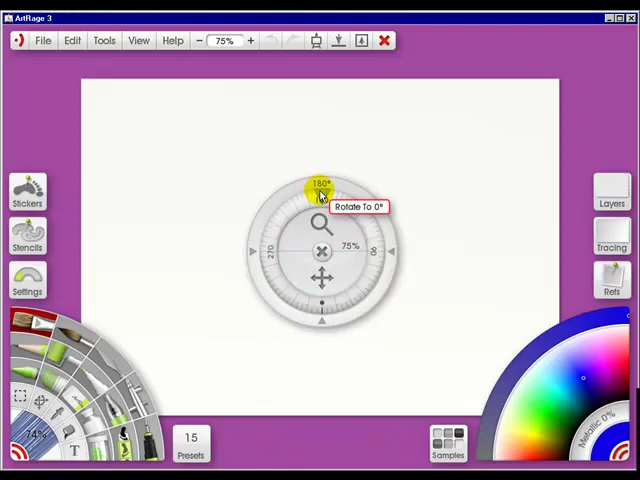 ArtRage 3
File Edit Tools View Help − 75% +
180°
Rotate To 0°
75%
270
90
Stickers
Stencils
Settings
Layers
Tracing
Refs
74%
T
15
Presets
Samples
Metallic 0%